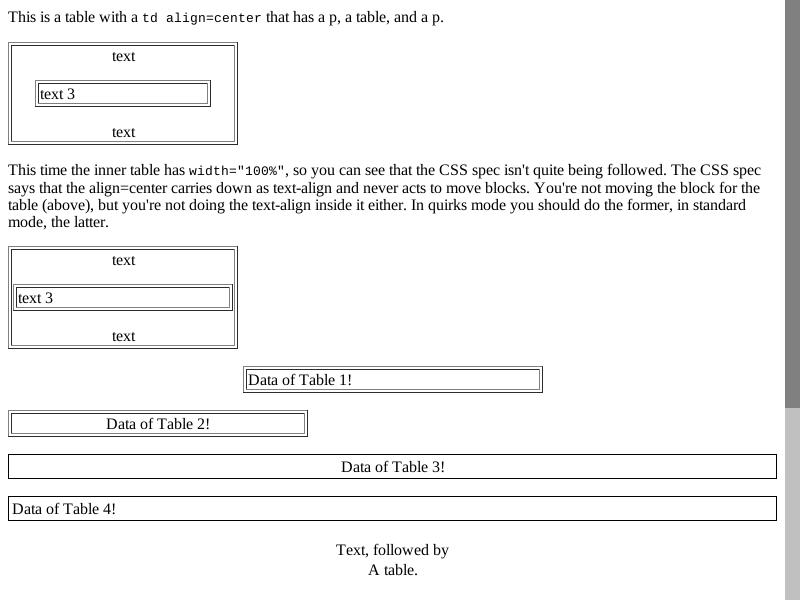 This is a table with a td align=center that has a p, a table, and a p.
text
text 3
text
This time the inner table has width="100%", so you can see that the CSS spec isn't quite being followed. The CSS spec
says that the align=center carries down as text-align and never acts to move blocks. You're not moving the block for the
table (above), but you're not doing the text-align inside it either. In quirks mode you should do the former, in standard
mode, the latter.
text
text 3
text
Data of Table 1!
Data of Table 2!
Data of Table 3!
Data of Table 4!
Text, followed by
A table.